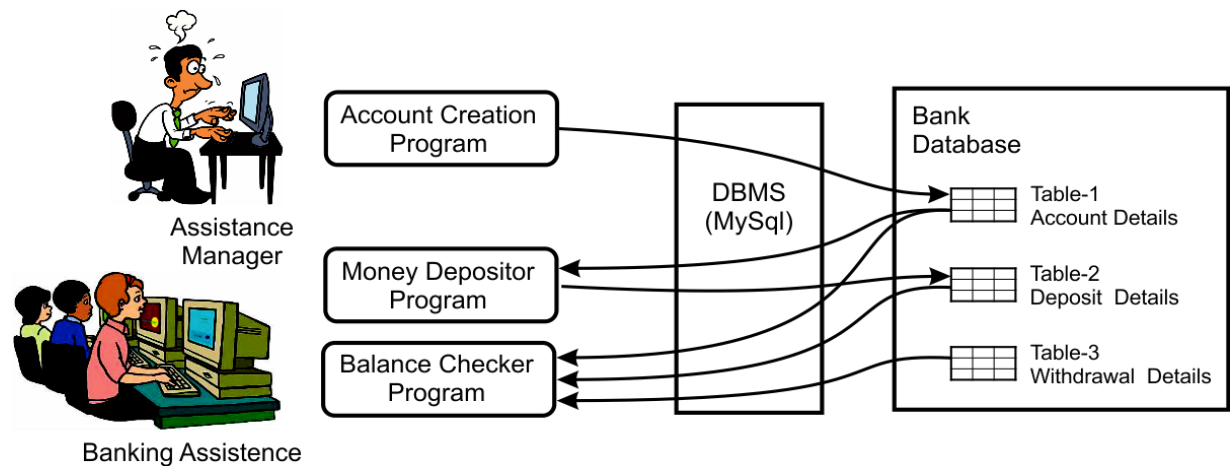 Assistance
Manager
Banking Assistence
Account Creation
Program
Money Depositor
Program
Balance Checker
Program
DBMS
(MySql)
Bank
Database
Table-1
Account Details
Table-2
Deposit Details
Table-3
Withdrawal Details